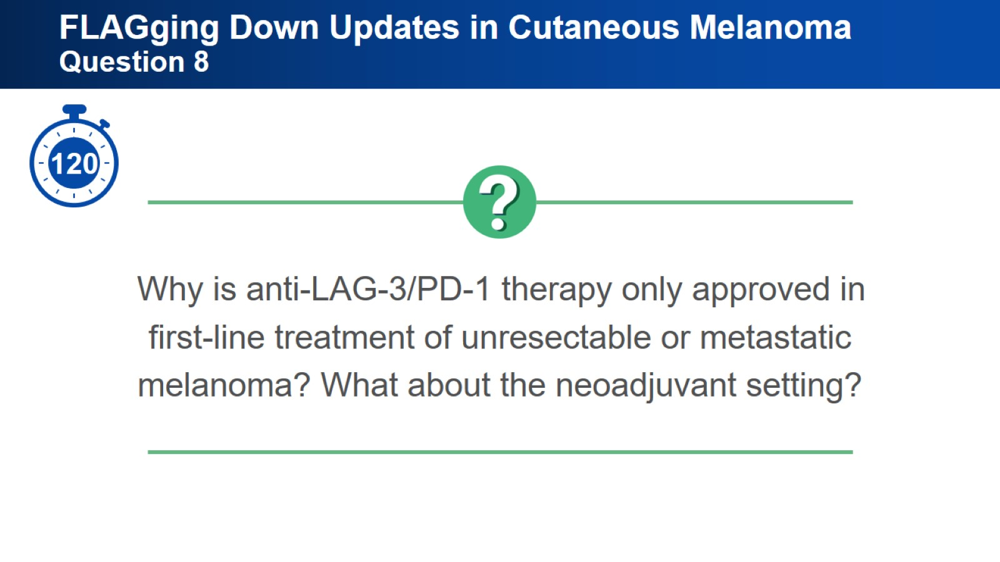 FLAGging Down Updates in Cutaneous Melanoma
Question 8
120
?
Why is anti-LAG-3/PD-1 therapy only approved in
first-line treatment of unresectable or metastatic
melanoma? What about the neoadjuvant setting?